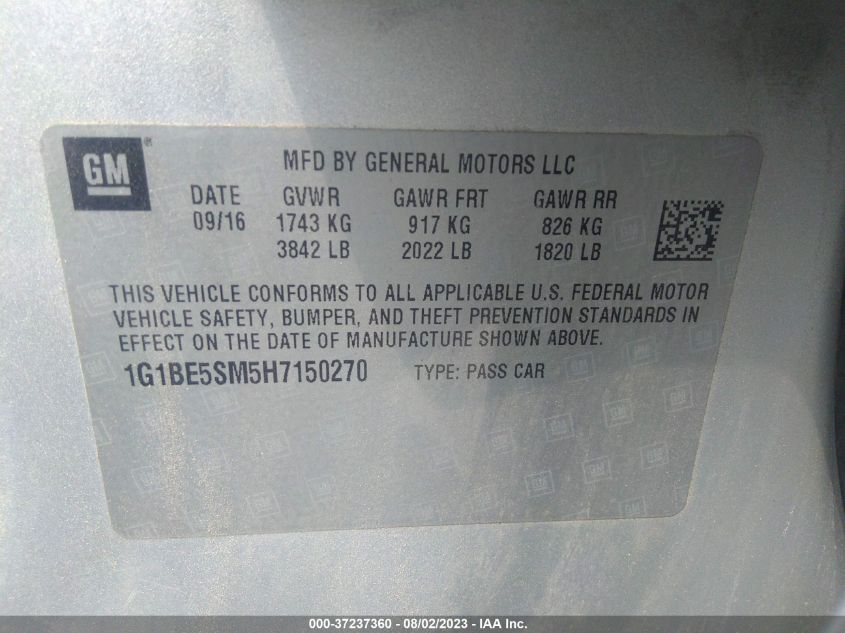 GM®
MFD BY GENERAL MOTORS LLC
DATE GVWR GAWR FRT GAWR RR
09/16 1743 KG 917 KG 826 KG
3842 LB 2022 LB 1820 LB
THIS VEHICLE CONFORMS TO ALL APPLICABLE U.S. FEDERAL MOTOR
VEHICLE SAFETY, BUMPER, AND THEFT PREVENTION STANDARDS IN
EFFECT ON THE DATE OF MANUFACTURE SHOWN ABOVE.
1G1BE5SM5H7150270 TYPE: PASS CAR
000-37237360 - 08/02/2023 - IAA Inc.